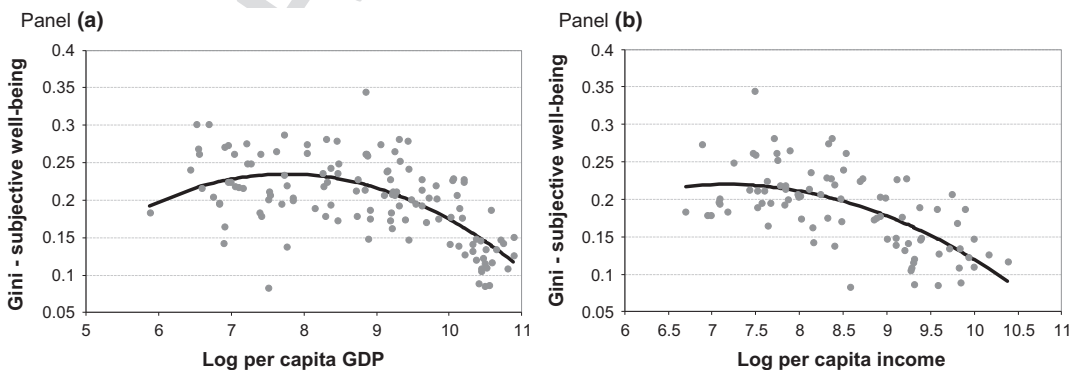 Panel (a)
Gini - subjective well-being
0.4
0.35
0.3
0.25
0.2
0.15
0.1
0.05
5 6 7 8 9 10 11
Log per capita GDP
Panel (b)
Gini - subjective well-being
0.4
0.35
0.3
0.25
0.2
0.15
0.1
0.05
6 6.5 7 7.5 8 8.5 9 9.5 10 10.5 11
Log per capita income